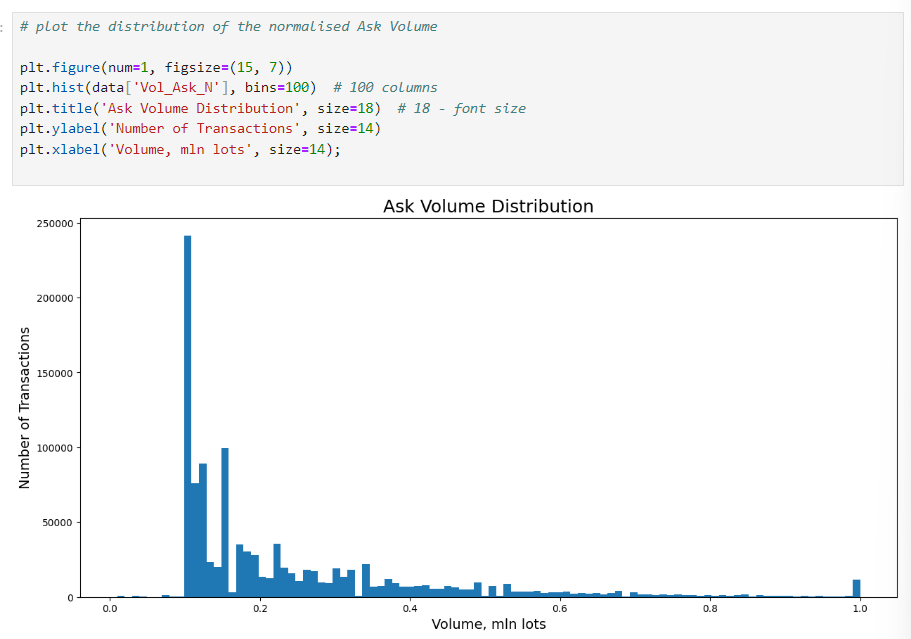 # plot the distribution of the normalised Ask Volume
plt.figure(num=1, figsize=(15, 7))
plt.hist(data['Vol_Ask_N'], bins=100)  # 100 columns
plt.title('Ask Volume Distribution', size=18)  # 18 - font size
plt.ylabel('Number of Transactions', size=14)
plt.xlabel('Volume, mln lots', size=14);
Ask Volume Distribution
250000
200000
150000
100000
50000
0
Number of Transactions
0.0 0.2 0.4 0.6 0.8 1.0
Volume, mln lots